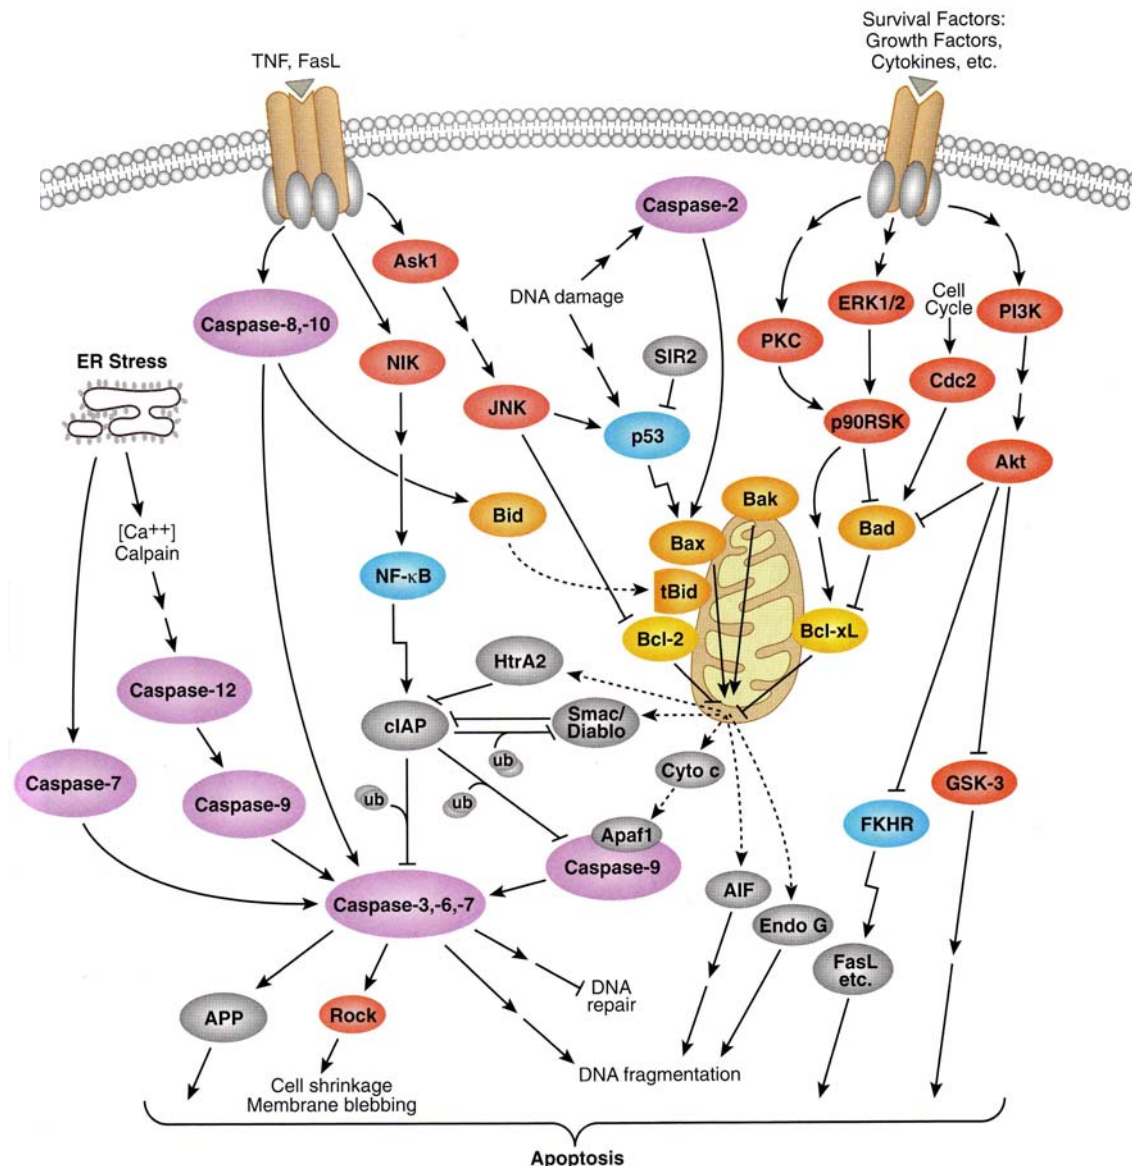 Survival Factors:
Growth Factors,
Cytokines, etc.
TNF, FasL
Caspase-2
Ask1
DNA damage
ERK1/2
Cell
Cycle
PI3K
Caspase-8,-10
PKC
SIR2
NIK
Cdc2
ER Stress
JNK
p53
p90RSK
Akt
Bak
Bid
Bad
[Ca++]
Calpain
Bax
NF-κB
tBid
Bcl-2
Bcl-xL
HtrA2
Caspase-12
cIAP
Smac/
Diablo
ub
Cyto c
Caspase-7
GSK-3
Caspase-9
ub
ub
FKHR
Apaf1
Caspase-9
AIF
Caspase-3,-6,-7
Endo G
FasL
etc.
DNA
repair
APP
Rock
DNA fragmentation
Cell shrinkage
Membrane blebbing
Apoptosis